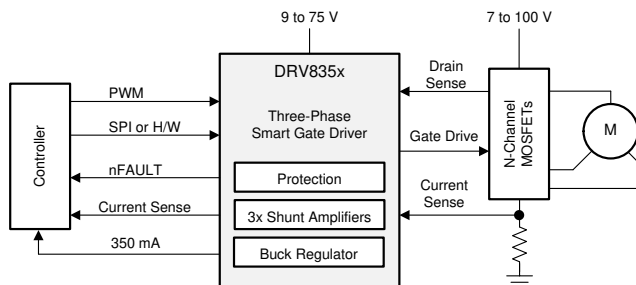 9 to 75 V
7 to 100 V
DRV835x
Three-Phase
Smart Gate Driver
Protection
3x Shunt Amplifiers
Buck Regulator
Controller
PWM
SPI or H/W
nFAULT
Current Sense
350 mA
Drain
Sense
Gate Drive
Current
Sense
N-Channel
MOSFETs
M